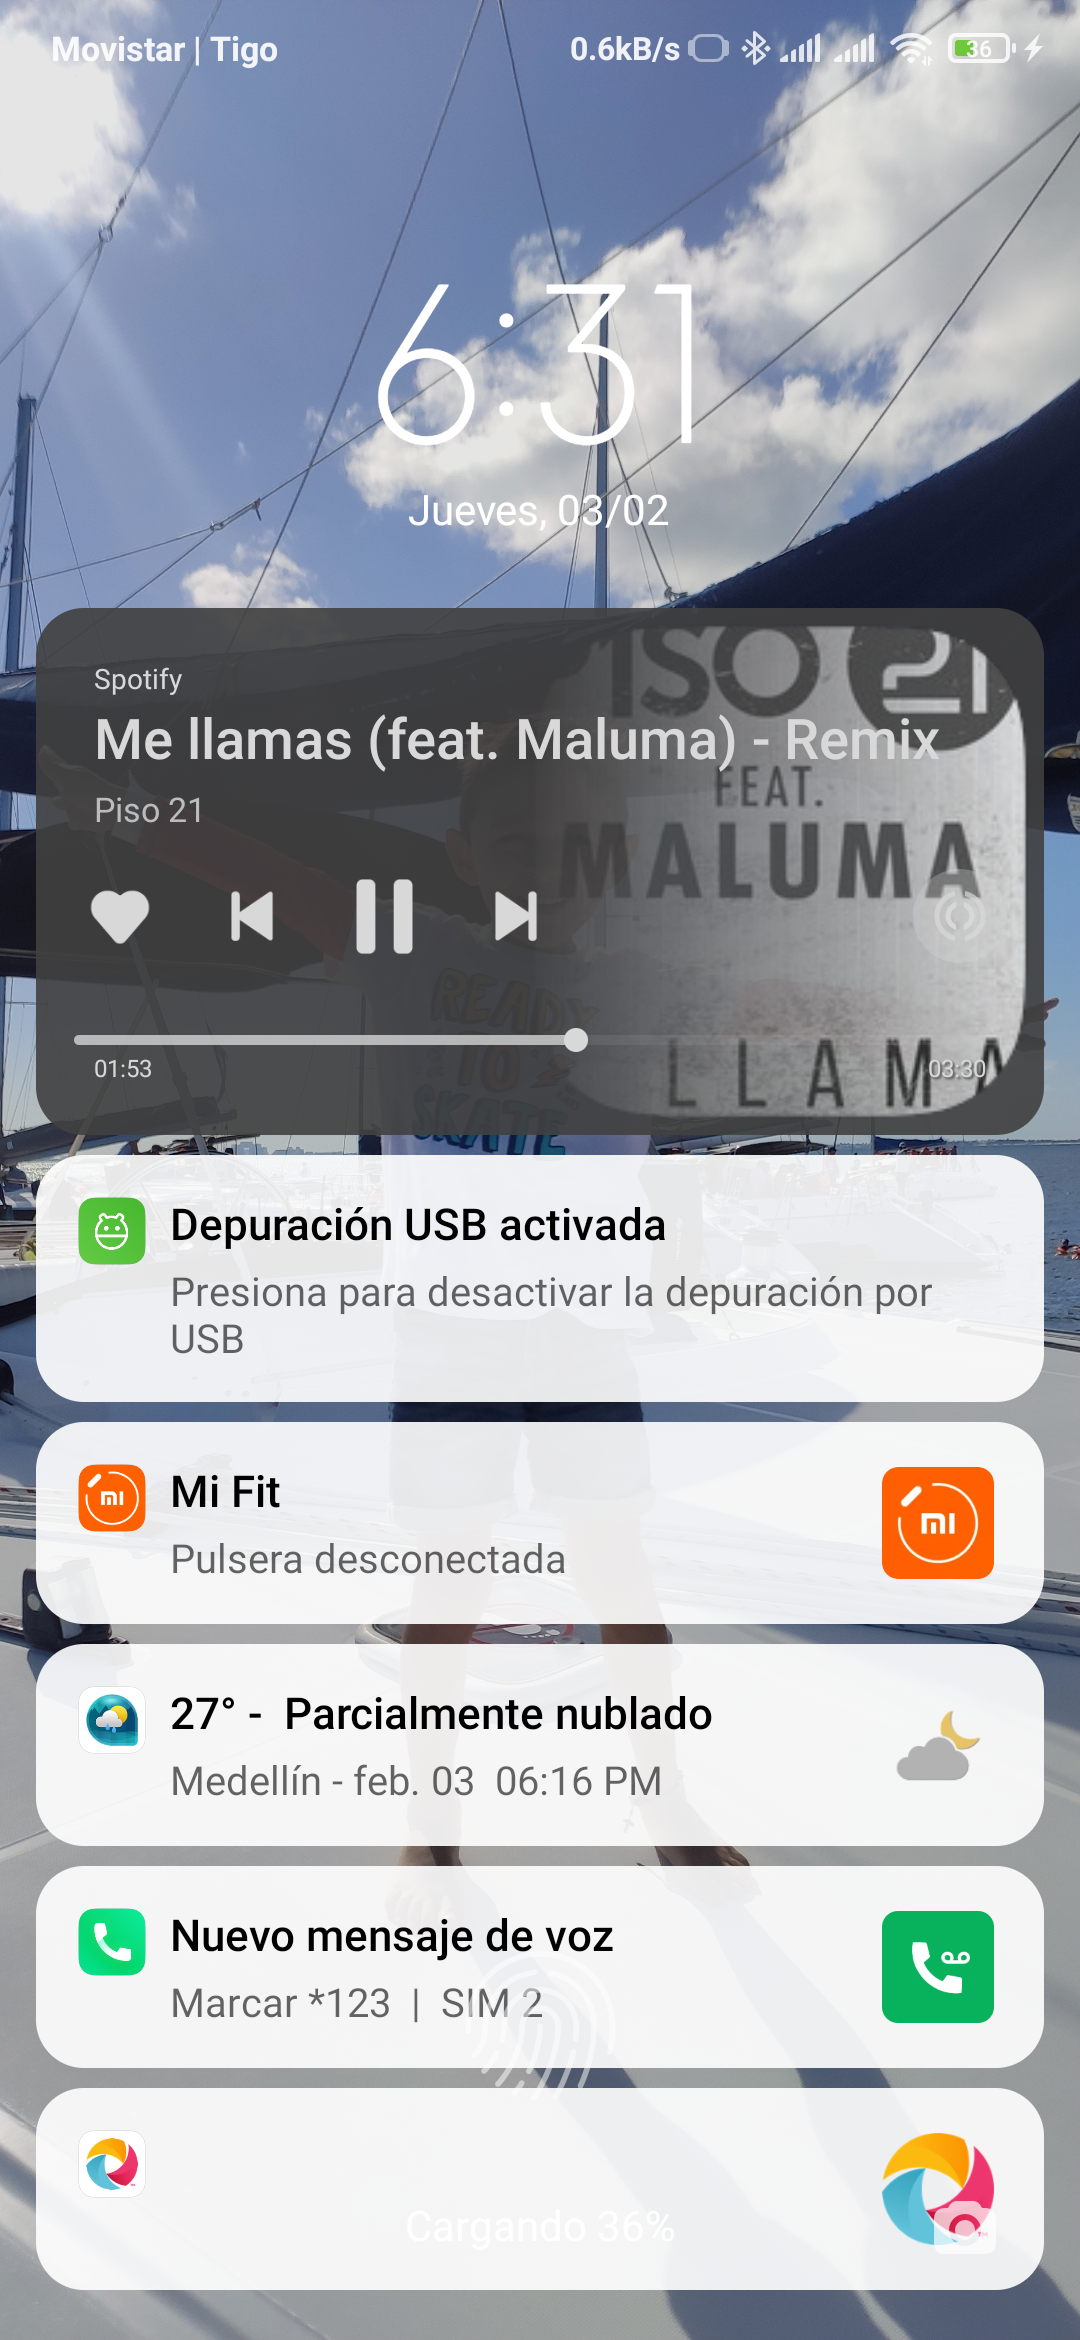 Movistar | Tigo
0.6kB/s
36
6:31
Jueves, 03/02
Spotify
Me llamas (feat. Maluma) - Remix
Piso 21
ISO 21
FEAT.
MALUMA
LLAMA
01:53
03:30
READY
TO
SKATE
Depuración USB activada
Presiona para desactivar la depuración por
USB
Mi Fit
Pulsera desconectada
27° - Parcialmente nublado
Medellín - feb. 03 06:16 PM
Nuevo mensaje de voz
Marcar *123 | SIM 2
Cargando 36%